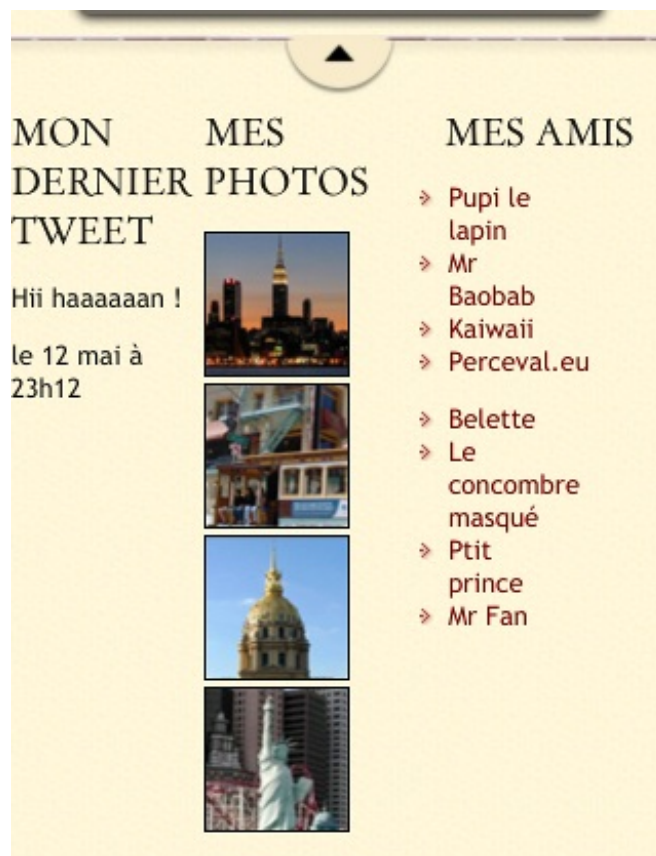 MON
DERNIER
TWEET
Hii haaaaaan !
le 12 mai à
23h12
MES
PHOTOS
MES AMIS
Pupi le
lapin
Mr
Baobab
Kaiwaii
Perceval.eu
Belette
Le
concombre
masqué
Ptit
prince
Mr Fan